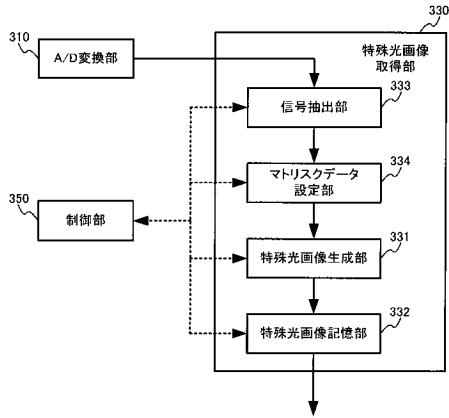 330
特殊光画像
取得部
310
A/D変換部
信号抽出部
333
マトリスクデータ
設定部
334
350
制御部
特殊光画像生成部
331
特殊光画像記憶部
332